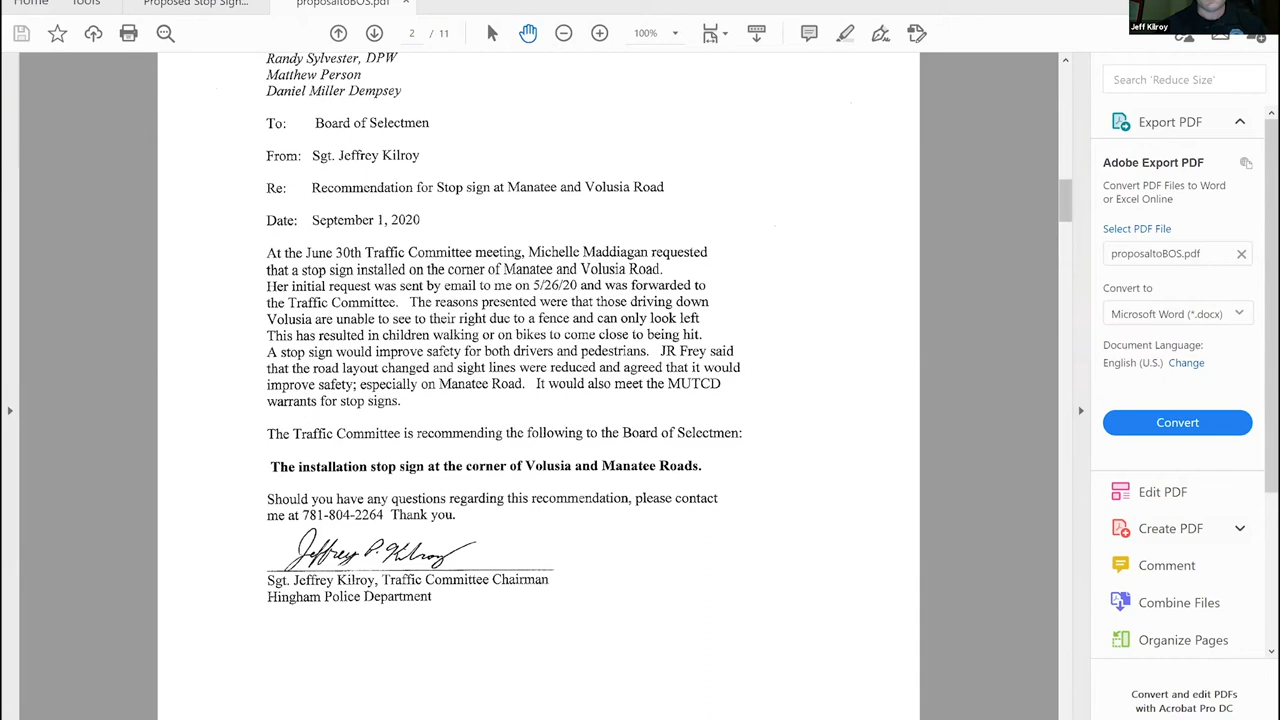 Home Tools Proposed Stop Sign... proposaltoBOS.pdf ×
Jeff Kilroy
2 / 11 100%
Randy Sylvester, DPW
Matthew Person
Daniel Miller Dempsey
To: Board of Selectmen
From: Sgt. Jeffrey Kilroy
Re: Recommendation for Stop sign at Manatee and Volusia Road
Date: September 1, 2020
At the June 30th Traffic Committee meeting, Michelle Maddiagan requested
that a stop sign installed on the corner of Manatee and Volusia Road.
Her initial request was sent by email to me on 5/26/20 and was forwarded to
the Traffic Committee. The reasons presented were that those driving down
Volusia are unable to see to their right due to a fence and can only look left
This has resulted in children walking or on bikes to come close to being hit.
A stop sign would improve safety for both drivers and pedestrians. JR Frey said
that the road layout changed and sight lines were reduced and agreed that it would
improve safety; especially on Manatee Road. It would also meet the MUTCD
warrants for stop signs.
The Traffic Committee is recommending the following to the Board of Selectmen:
The installation stop sign at the corner of Volusia and Manatee Roads.
Should you have any questions regarding this recommendation, please contact
me at 781-804-2264 Thank you.
Jeffrey P. Kilroy
Sgt. Jeffrey Kilroy, Traffic Committee Chairman
Hingham Police Department
Search 'Reduce Size'
Export PDF
Adobe Export PDF
Convert PDF Files to Word
or Excel Online
Select PDF File
proposaltoBOS.pdf
Convert to
Microsoft Word (*.docx)
Document Language:
English (U.S.) Change
Convert
Edit PDF
Create PDF
Comment
Combine Files
Organize Pages
Convert and edit PDFs
with Acrobat Pro DC